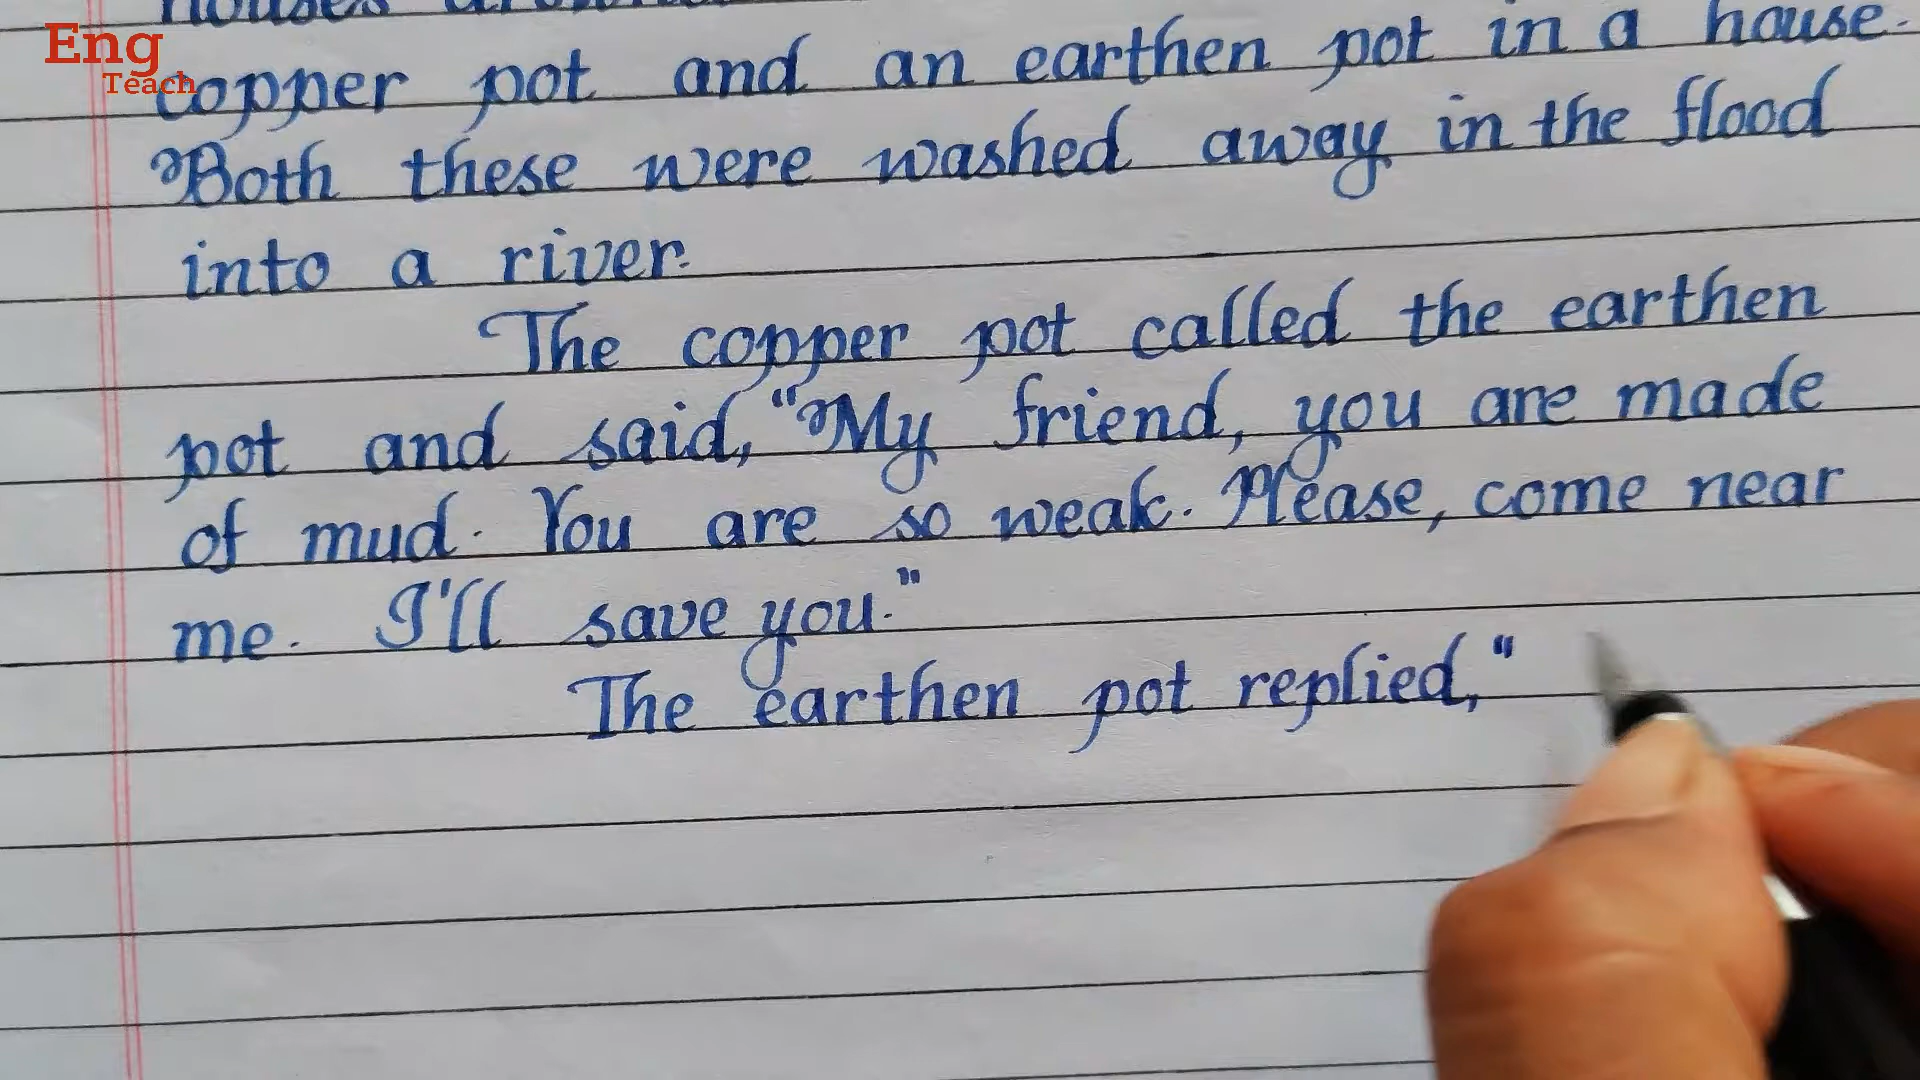 Eng
Teach
houses
copper pot and an earthen pot in a house.
Both these were washed away in the flood
into a river.
The copper pot called the earthen
pot and said, "My friend, you are made
of mud. You are so weak. Please, come near
me. I'll save you."
The earthen pot replied, "